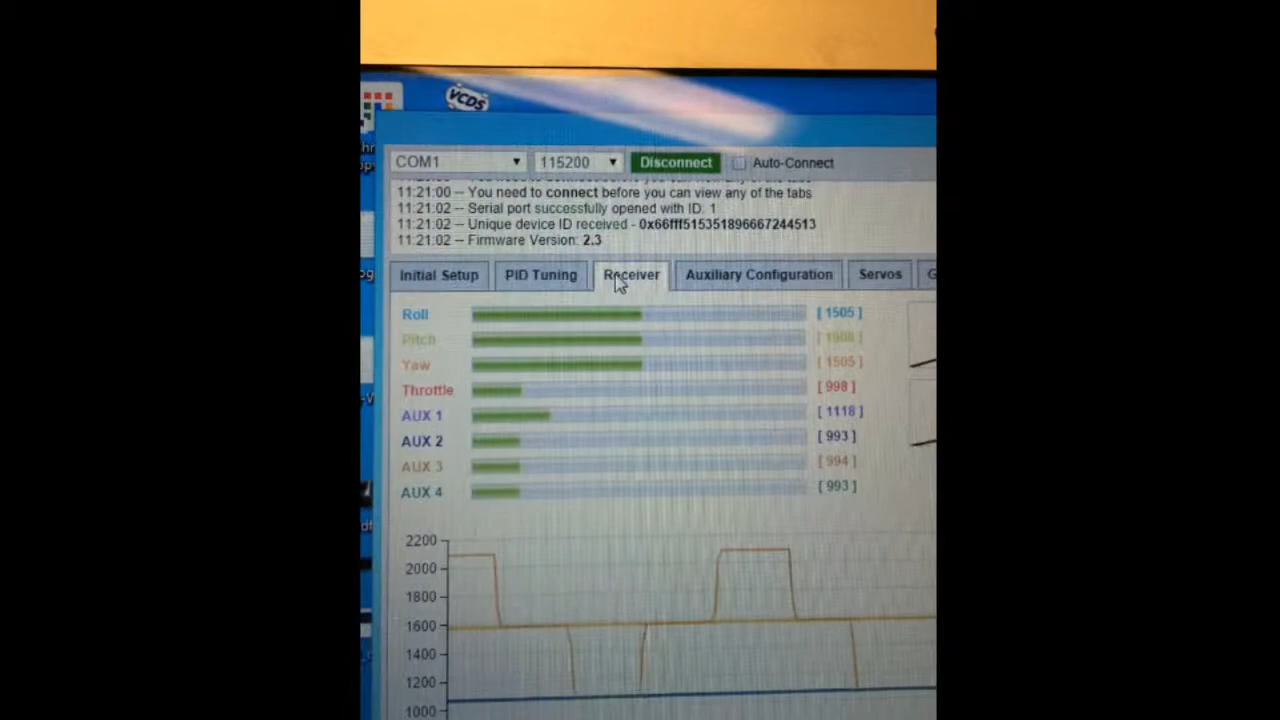 VCDS
COM1 115200 Disconnect Auto-Connect
11:21:00 -- You need to connect before you can view any of the tabs
11:21:02 -- Serial port successfully opened with ID: 1
11:21:02 -- Unique device ID received - 0x66fff515351896667244513
11:21:02 -- Firmware Version: 2.3
Initial Setup PID Tuning Receiver Auxiliary Configuration Servos G
Roll [ 1505 ]
Pitch
Yaw [ 1505 ]
Throttle [ 998 ]
AUX 1 [ 1118 ]
AUX 2 [ 993 ]
AUX 3 [ 994 ]
AUX 4 [ 993 ]
2200
2000
1800
1600
1400
1200
1000